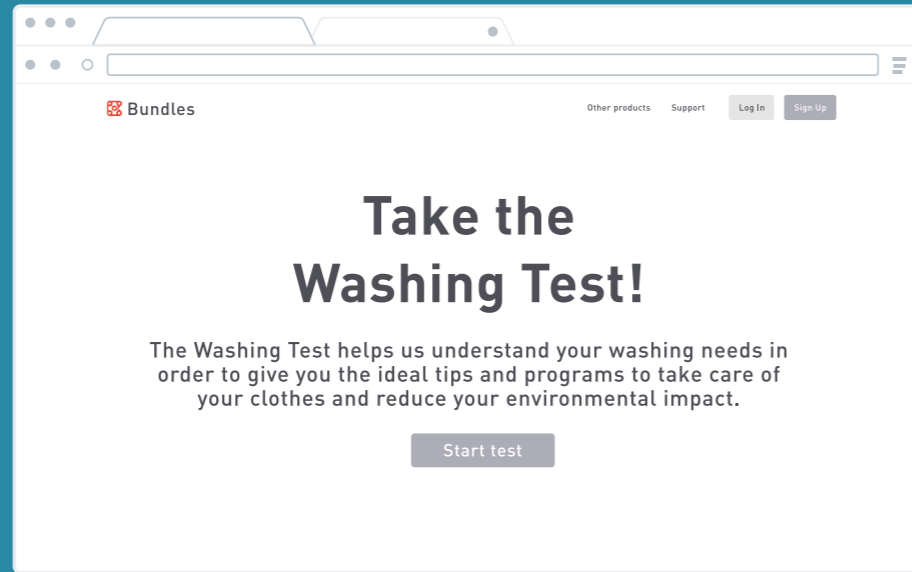 Bundles
Other products
Support
Log In
Sign Up
Take the
Washing Test!
The Washing Test helps us understand your washing needs in
order to give you the ideal tips and programs to take care of
your clothes and reduce your environmental impact.
Start test